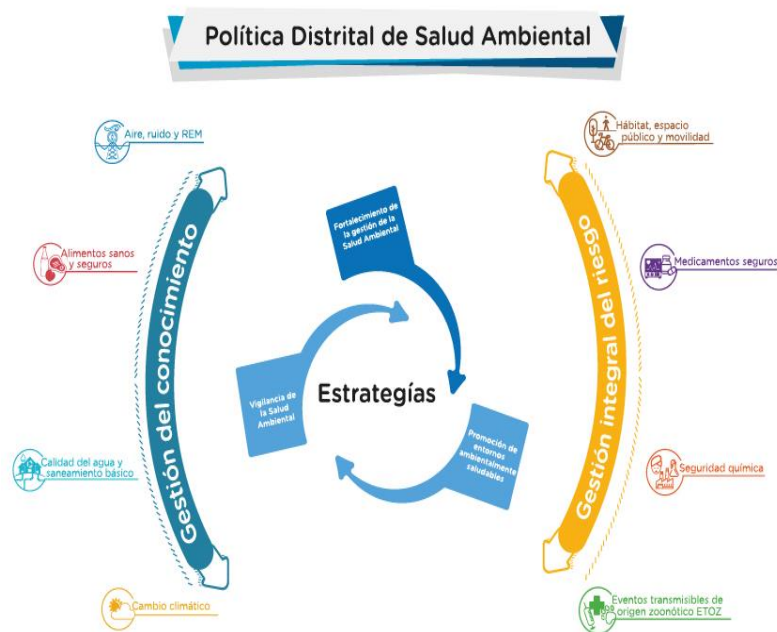 Política Distrital de Salud Ambiental
Aire, ruido y REM
Alimentos sanos
y seguros
Calidad del agua y
saneamiento básico
Cambio climático
Gestión del conocimiento
Fortalecimiento de
la gestión de la
Salud Ambiental
Vigilancia de
la Salud
Ambiental
Estrategías
Promoción de
entornos
ambientalmente
saludables
Gestión integral del riesgo
Hábitat, espacio
público y movilidad
Medicamentos seguros
Seguridad química
Eventos transmisibles de
origen zoonótico ETOZ